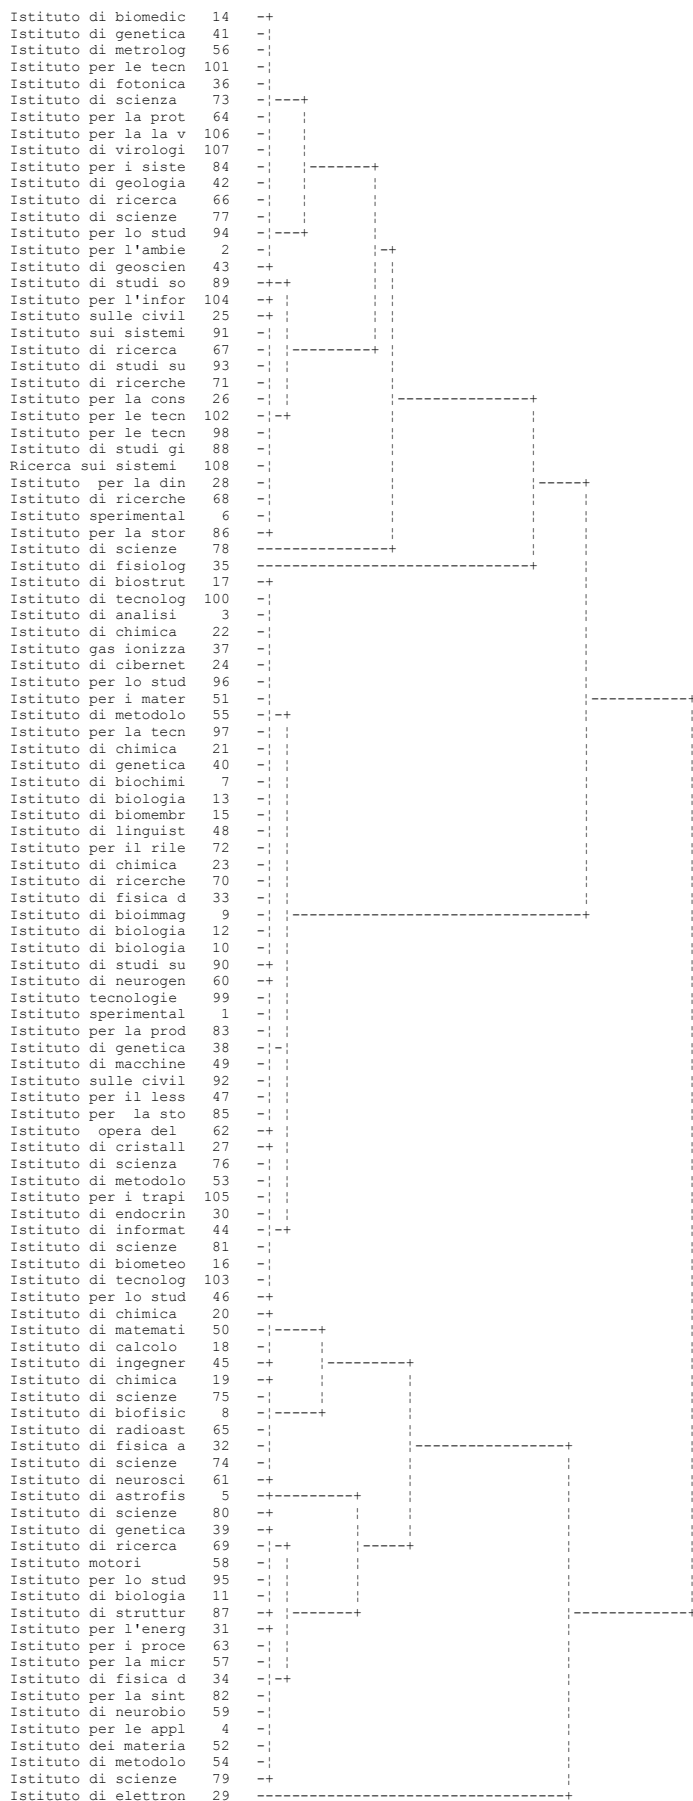 Istituto di biomedic 14
Istituto di genetica 41
Istituto di metrolog 56
Istituto per le tecn 101
Istituto di fotonica 36
Istituto di scienza 73
Istituto per la prot 64
Istituto per la la v 106
Istituto di virologi 107
Istituto per i siste 84
Istituto di geologia 42
Istituto di ricerca 66
Istituto di scienze 77
Istituto per lo stud 94
Istituto per l'ambie 2
Istituto di geoscien 43
Istituto di studi so 89
Istituto per l'infor 104
Istituto sulle civil 25
Istituto sui sistemi 91
Istituto di ricerca 67
Istituto di studi su 93
Istituto di ricerche 71
Istituto per la cons 26
Istituto per le tecn 102
Istituto per le tecn 98
Istituto di studi gi 88
Ricerca sui sistemi 108
Istituto per la din 28
Istituto di ricerche 68
Istituto sperimental 6
Istituto per la stor 86
Istituto di scienze 78
Istituto di fisiolog 35
Istituto di biostrut 17
Istituto di tecnolog 100
Istituto di analisi 3
Istituto di chimica 22
Istituto gas ionizza 37
Istituto di cibernet 24
Istituto per lo stud 96
Istituto per i mater 51
Istituto di metodolo 55
Istituto per la tecn 97
Istituto di chimica 21
Istituto di genetica 40
Istituto di biochimi 7
Istituto di biologia 13
Istituto di biomembr 15
Istituto di linguist 48
Istituto per il rile 72
Istituto di chimica 23
Istituto di ricerche 70
Istituto di fisica d 33
Istituto di bioimmag 9
Istituto di biologia 12
Istituto di biologia 10
Istituto di studi su 90
Istituto di neurogen 60
Istituto tecnologie 99
Istituto sperimental 1
Istituto per la prod 83
Istituto di genetica 38
Istituto di macchine 49
Istituto sulle civil 92
Istituto per il less 47
Istituto per la sto 85
Istituto opera del 62
Istituto di cristall 27
Istituto di scienza 76
Istituto di metodolo 53
Istituto per i trapi 105
Istituto di endocrin 30
Istituto di informat 44
Istituto di scienze 81
Istituto di biometeo 16
Istituto di tecnolog 103
Istituto per lo stud 46
Istituto di chimica 20
Istituto di matemati 50
Istituto di calcolo 18
Istituto di ingegner 45
Istituto di chimica 19
Istituto di scienze 75
Istituto di biofisic 8
Istituto di radioast 65
Istituto di fisica a 32
Istituto di scienze 74
Istituto di neurosci 61
Istituto di astrofis 5
Istituto di scienze 80
Istituto di genetica 39
Istituto di ricerca 69
Istituto motori 58
Istituto per lo stud 95
Istituto di biologia 11
Istituto di struttur 87
Istituto per l'energ 31
Istituto per i proce 63
Istituto per la micr 57
Istituto di fisica d 34
Istituto per la sint 82
Istituto di neurobio 59
Istituto per le appl 4
Istituto dei materia 52
Istituto di metodolo 54
Istituto di scienze 79
Istituto di elettron 29